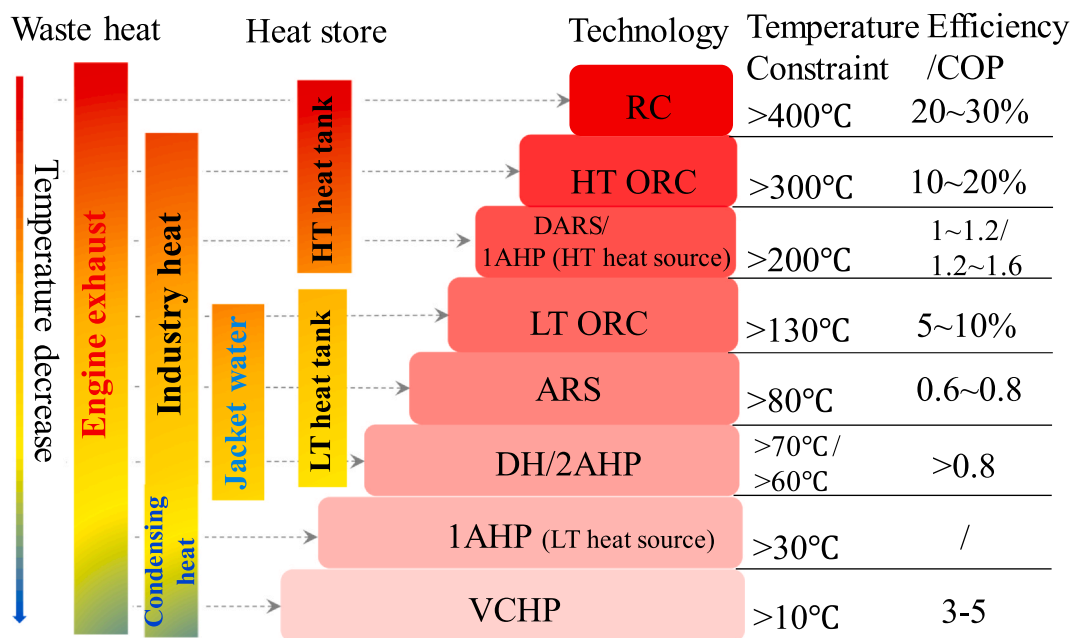 Waste heat
Heat store
Technology
Temperature Constraint
Efficiency /COP
Temperature decrease
Engine exhaust
Industry heat
Condensing heat
Jacket water
HT heat tank
LT heat tank
RC
>400℃
20~30%
HT ORC
>300℃
10~20%
DARS/
1AHP (HT heat source)
>200℃
1~1.2/
1.2~1.6
LT ORC
>130℃
5~10%
ARS
>80℃
0.6~0.8
DH/2AHP
>70℃/
>60℃
>0.8
1AHP (LT heat source)
>30℃
/
VCHP
>10℃
3-5